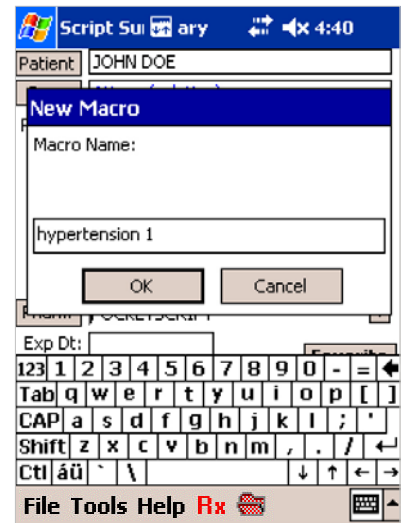 Script Su ary 4:40
Patient JOHN DOE
New Macro
Macro Name:
hypertension 1
OK Cancel
Exp Dt:
123 1 2 3 4 5 6 7 8 9 0 - =
Tab q w e r t y u i o p [ ]
CAP a s d f g h j k l ; '
Shift z x c v b n m , . /
Ctl áü ` \
File Tools Help Rx